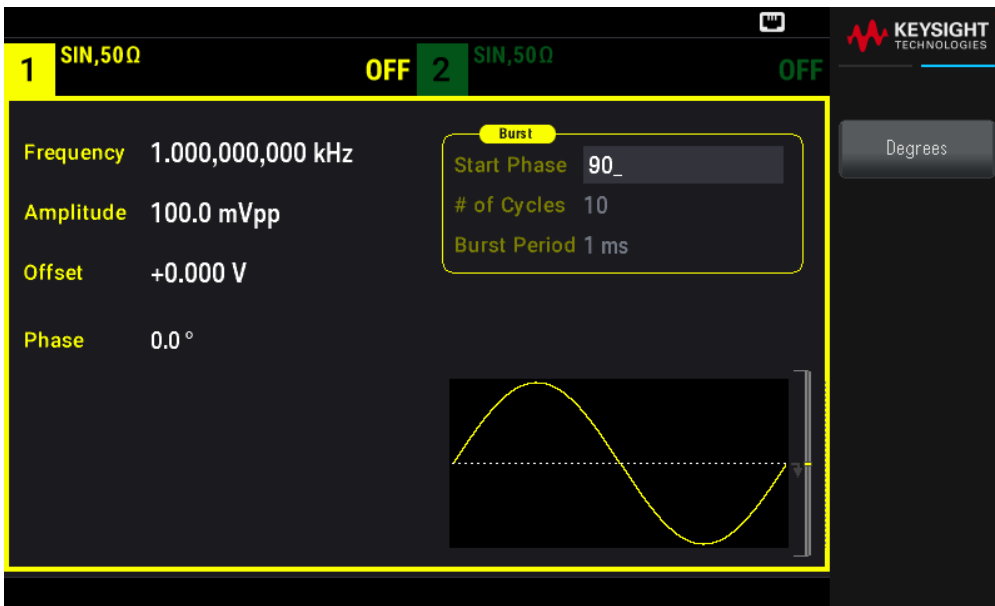 KEYSIGHT
TECHNOLOGIES
1 SIN,50Ω OFF 2 SIN,50Ω OFF
Frequency 1.000,000,000 kHz
Amplitude 100.0 mVpp
Offset +0.000 V
Phase 0.0 °
Burst
Start Phase 90_
# of Cycles 10
Burst Period 1 ms
Degrees